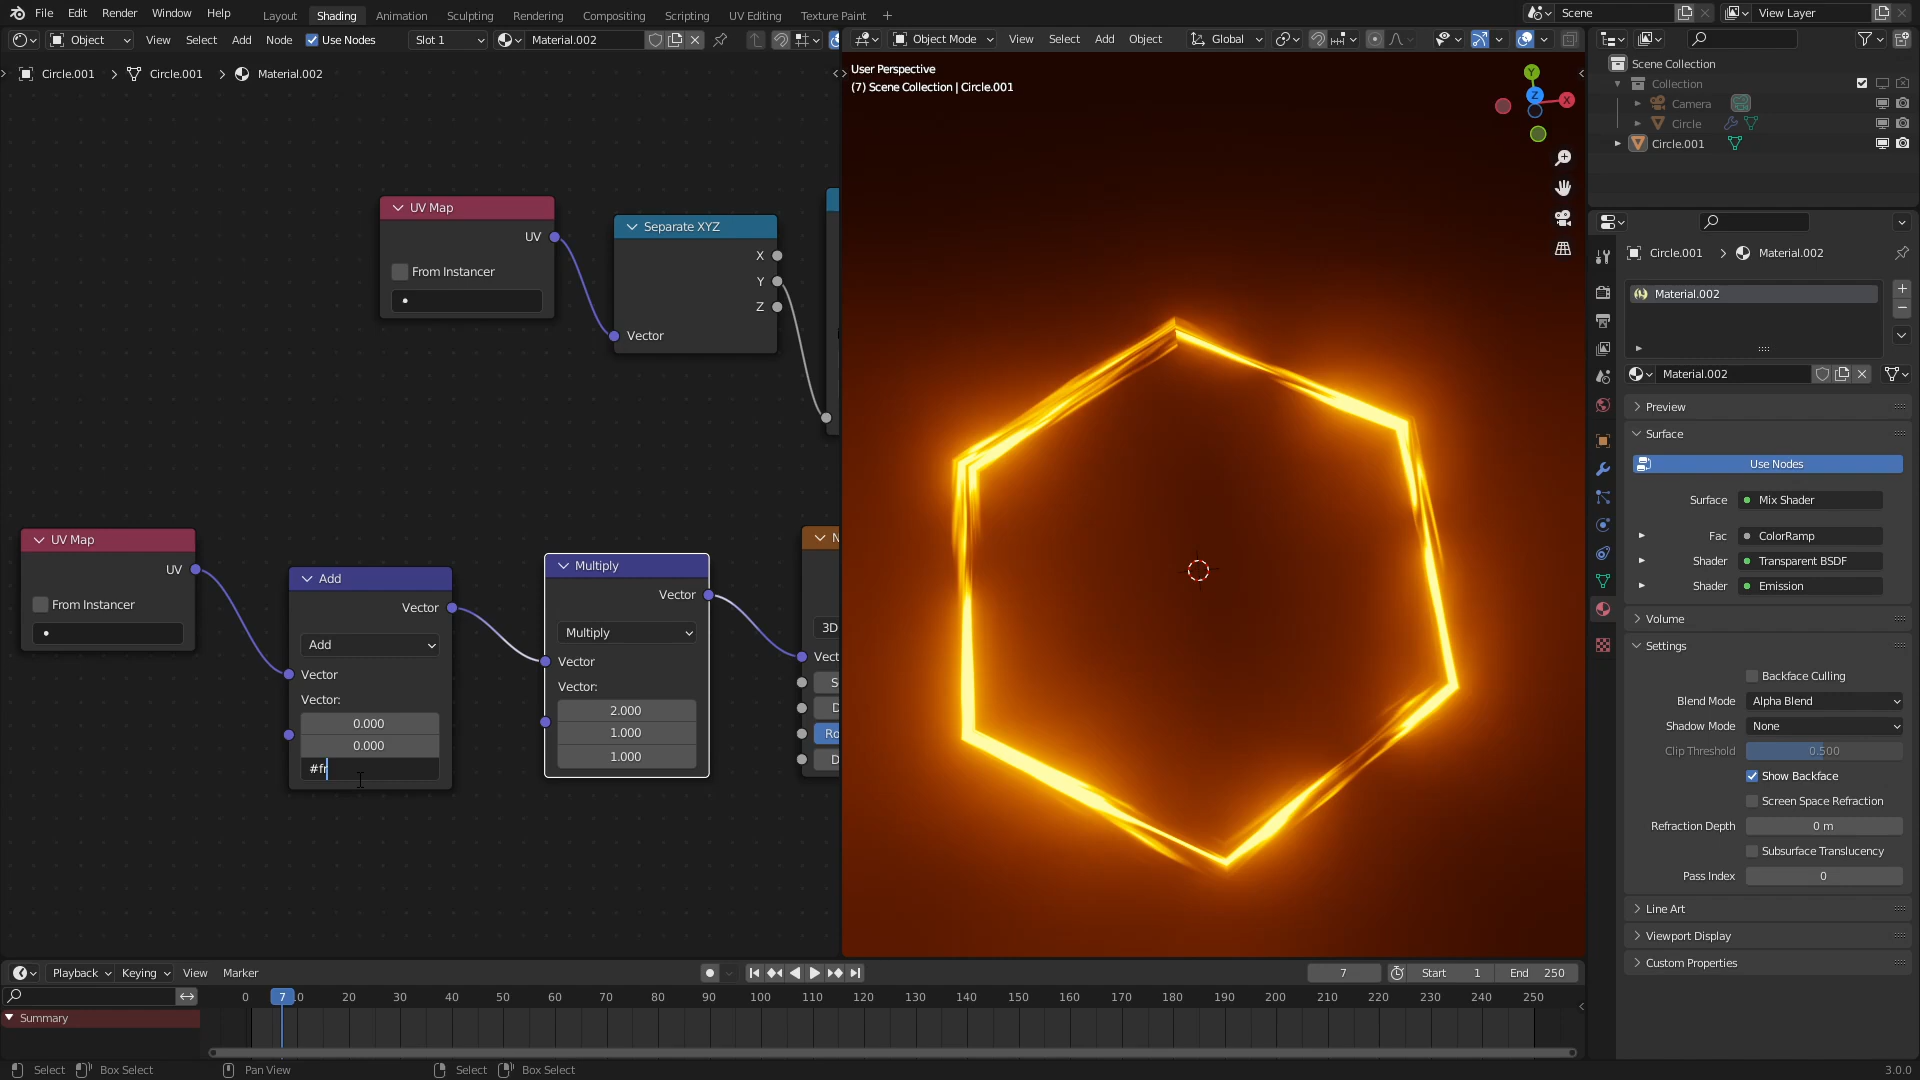 File Edit Render Window Help
Layout Shading Animation Sculpting Rendering Compositing Scripting UV Editing Texture Paint +
Scene
View Layer
Object View Select Add Node Use Nodes Slot 1 Material.002
Object Mode View Select Add Object Global
Circle.001 > Circle.001 > Material.002
User Perspective
(7) Scene Collection | Circle.001
Y
Z
X
UV Map
UV
From Instancer
Separate XYZ
X
Y
Z
Vector
UV Map
UV
From Instancer
Add
Vector
Add
Vector
Vector:
0.000
0.000
#fr
Multiply
Vector
Multiply
Vector
Vector:
2.000
1.000
1.000
N
3D
Vect
S
D
Ro
D
Scene Collection
Collection
Camera
Circle
Circle.001
Circle.001 > Material.002
Material.002
Material.002
Preview
Surface
Use Nodes
Surface Mix Shader
Fac ColorRamp
Shader Transparent BSDF
Shader Emission
Volume
Settings
Backface Culling
Blend Mode Alpha Blend
Shadow Mode None
Clip Threshold 0.500
Show Backface
Screen Space Refraction
Refraction Depth 0 m
Subsurface Translucency
Pass Index 0
Line Art
Viewport Display
Custom Properties
Playback Keying View Marker
7 Start 1 End 250
0 7 0 20 30 40 50 60 70 80 90 100 110 120 130 140 150 160 170 180 190 200 210 220 230 240 250
Summary
Select Box Select Pan View Select Box Select
3.0.0